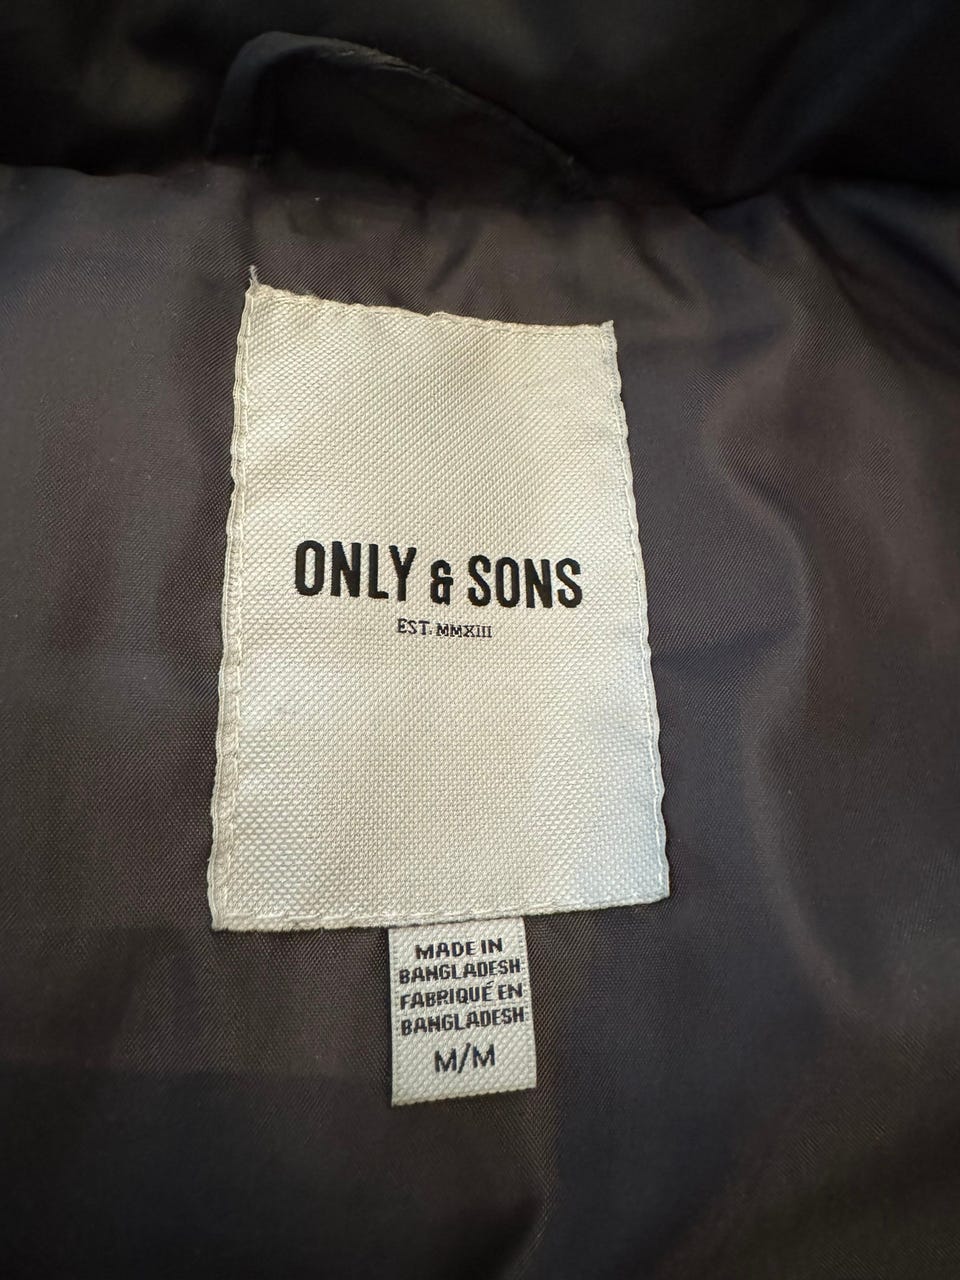 ONLY & SONS
EST. MMXIII
MADE IN
BANGLADESH
FABRIQUÉ EN
BANGLADESH
M/M